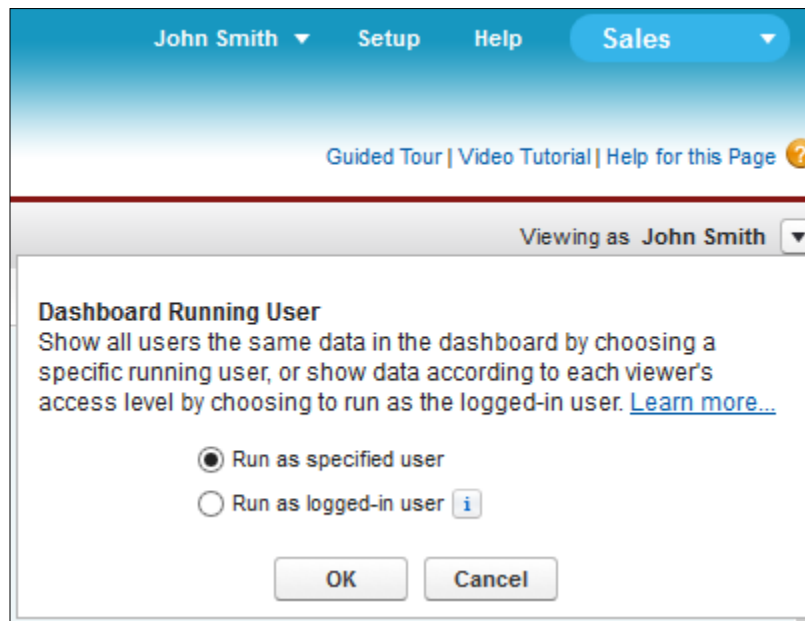 John Smith Setup Help Sales
Guided Tour | Video Tutorial | Help for this Page ?
Viewing as John Smith
Dashboard Running User
Show all users the same data in the dashboard by choosing a
specific running user, or show data according to each viewer's
access level by choosing to run as the logged-in user. Learn more...
Run as specified user
Run as logged-in user i
OK Cancel